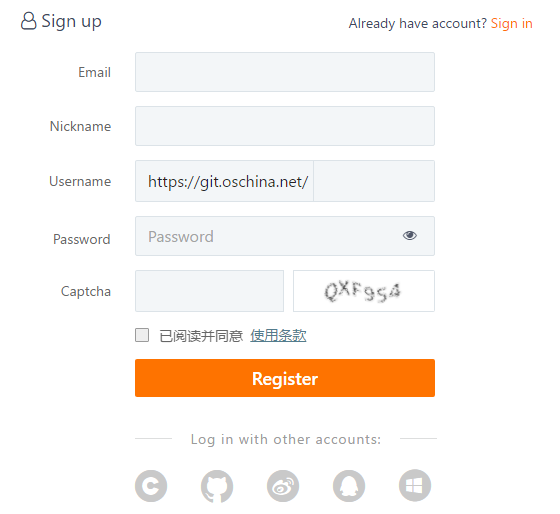 Sign up
Already have account? Sign in
Email
Nickname
Username https://git.oschina.net/
Password Password
Captcha QXF954
已阅读并同意 使用条款
Register
Log in with other accounts: